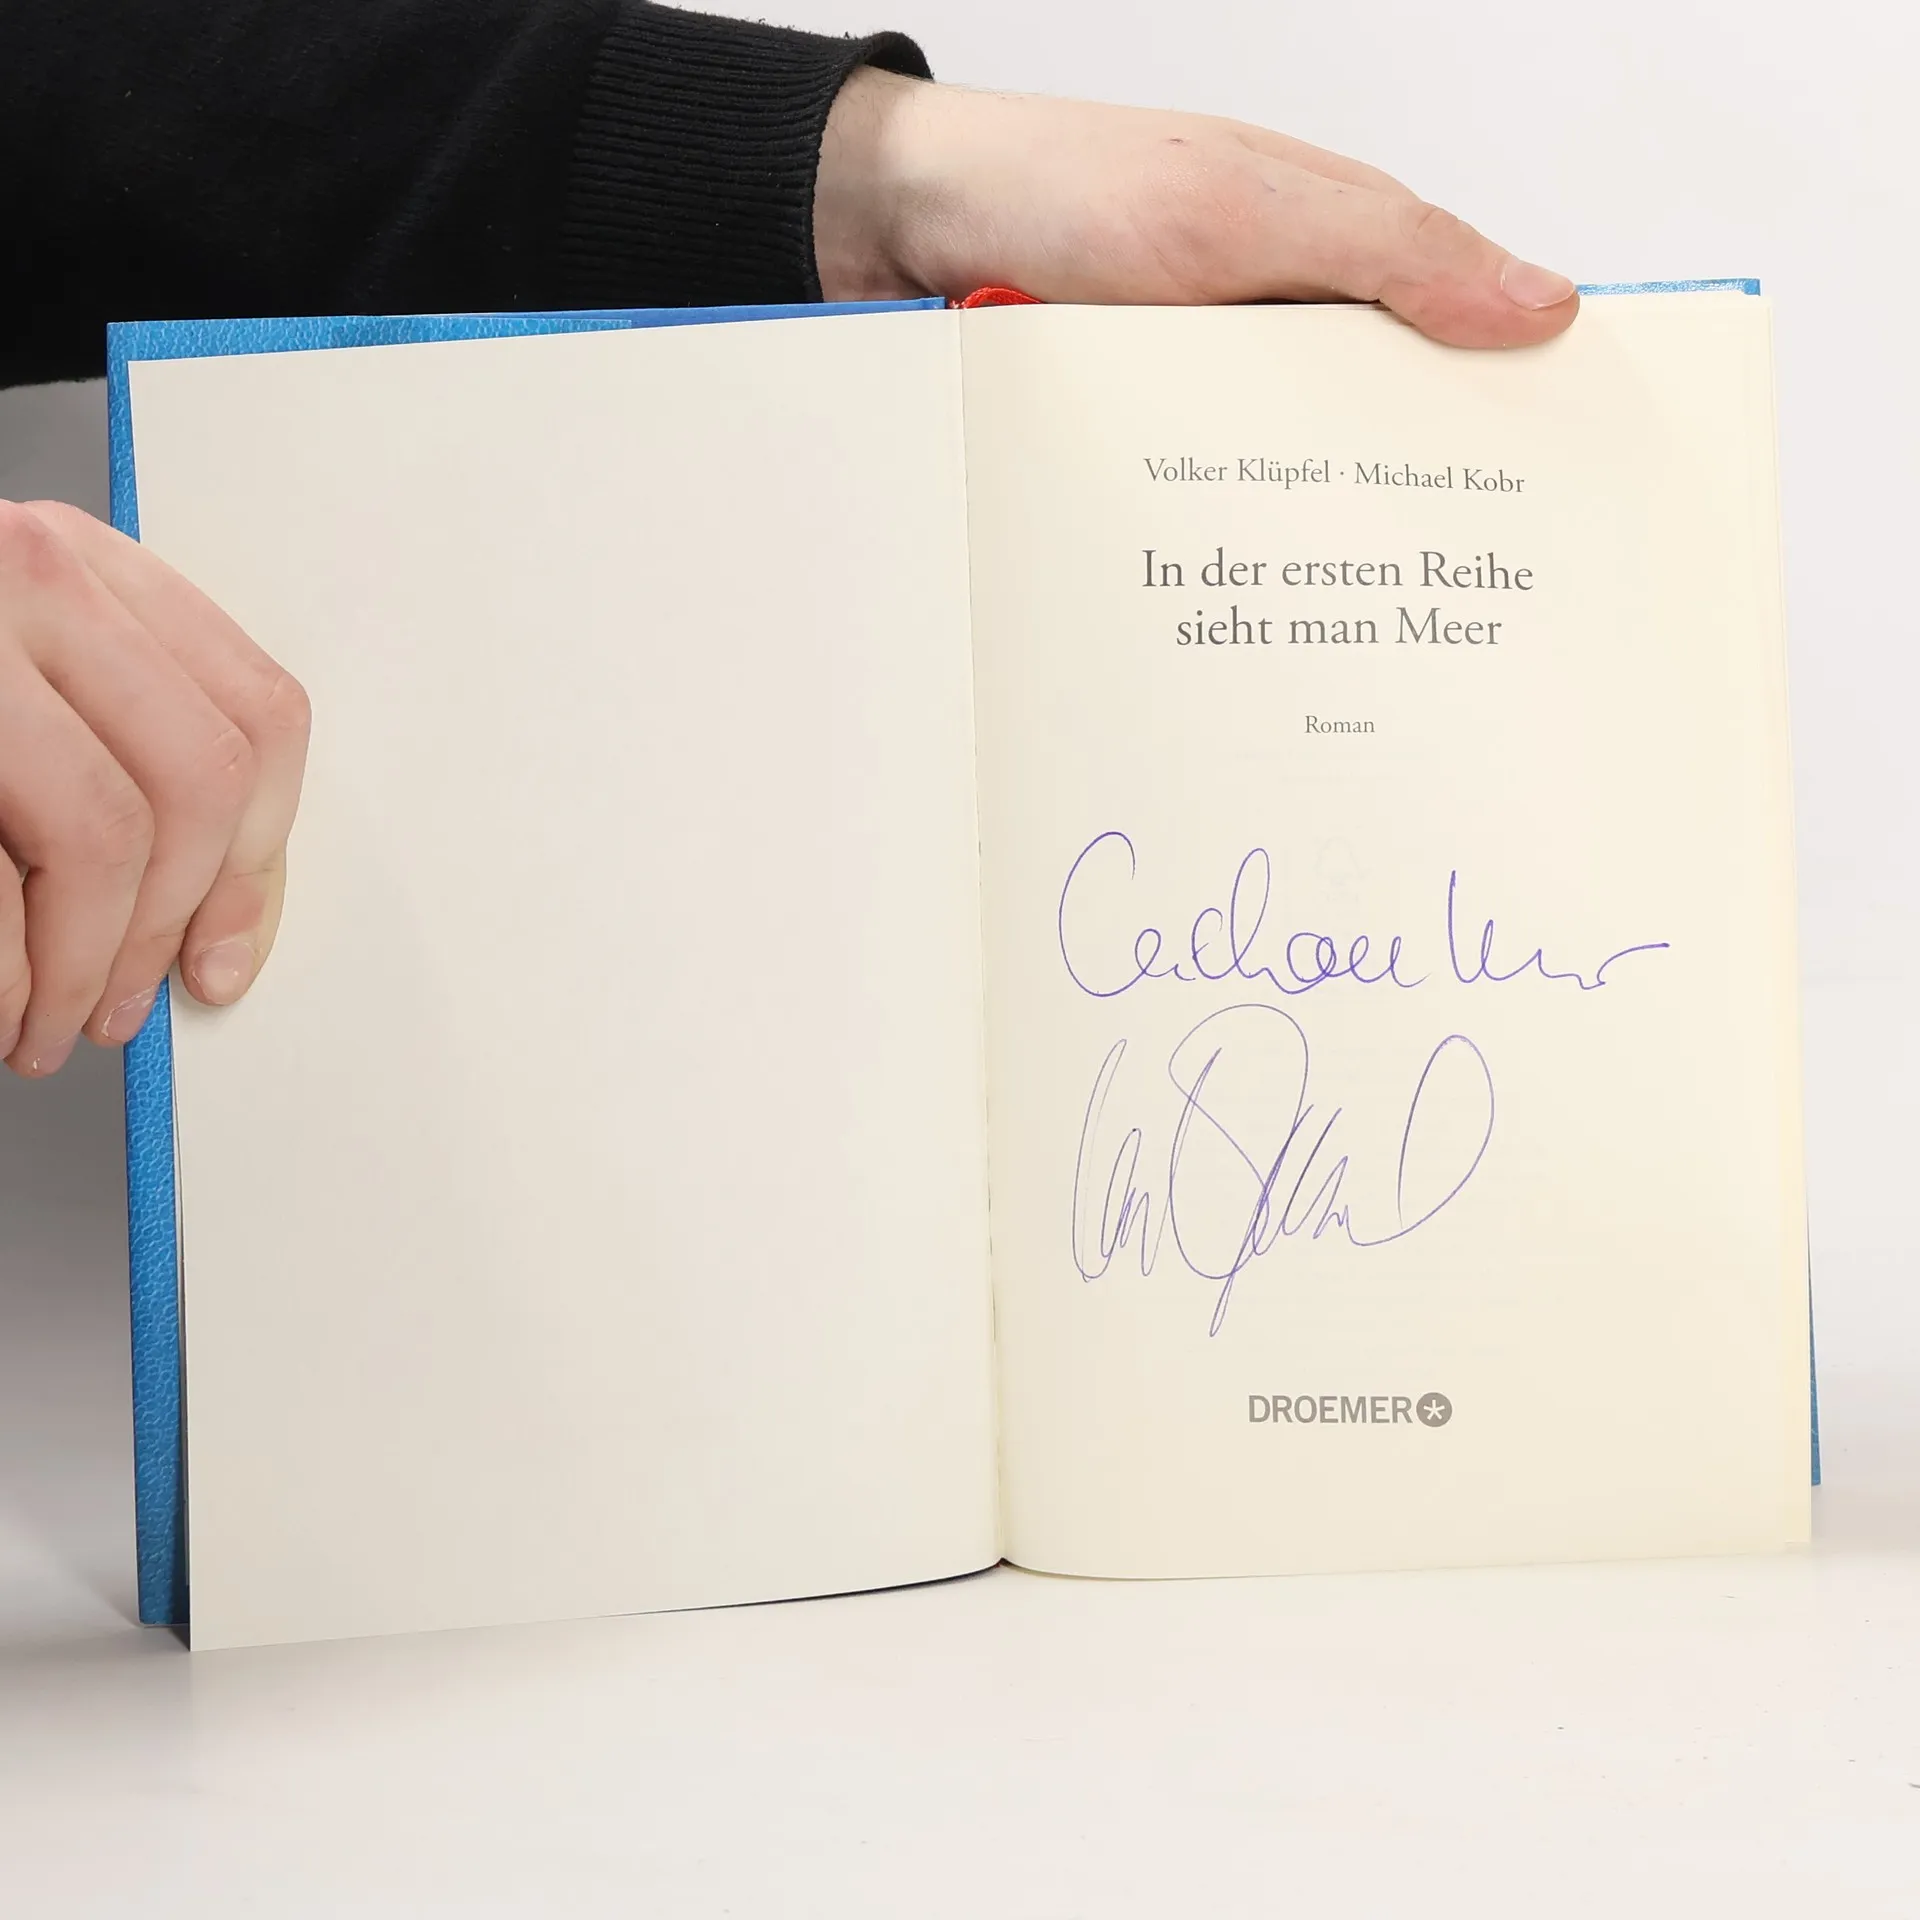 Volker Klüpfel · Michael Kobr
In der ersten Reihe
sieht man Meer
Roman
DROEMER